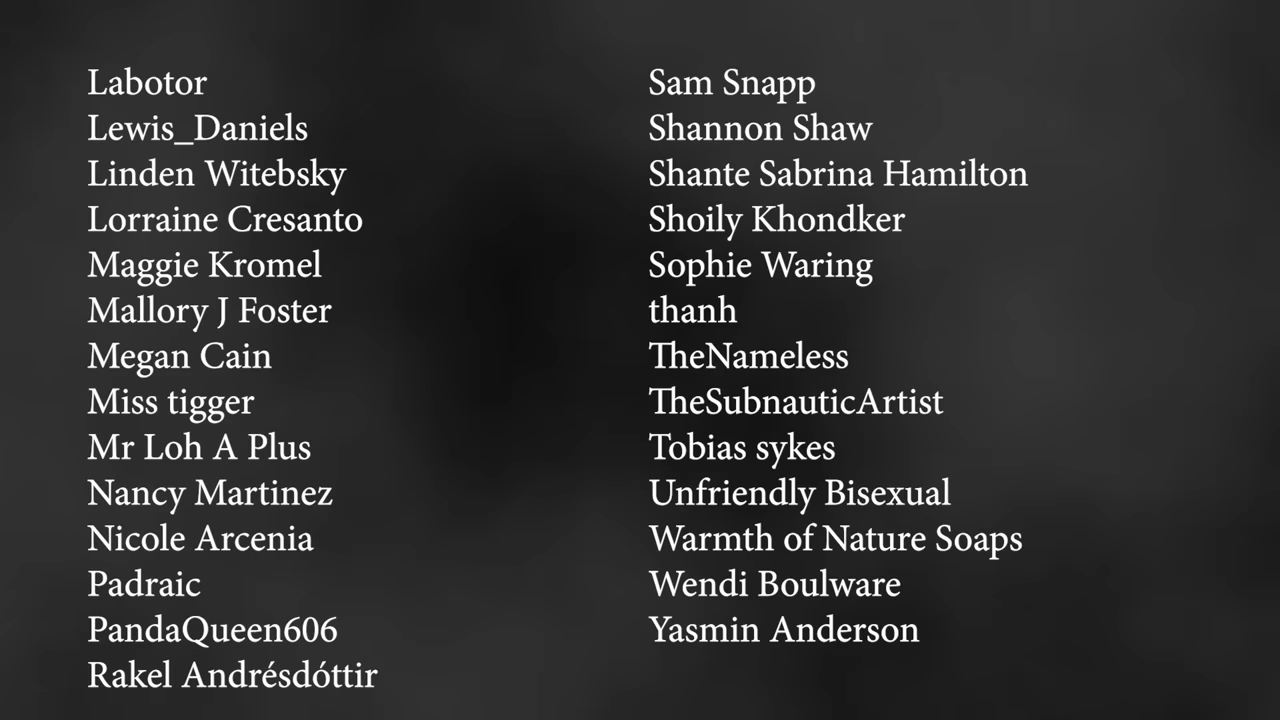 Labotor
Lewis_Daniels
Linden Witebsky
Lorraine Cresanto
Maggie Kromel
Mallory J Foster
Megan Cain
Miss tigger
Mr Loh A Plus
Nancy Martinez
Nicole Arcenia
Padraic
PandaQueen606
Rakel Andrésdóttir
Sam Snapp
Shannon Shaw
Shante Sabrina Hamilton
Shoily Khondker
Sophie Waring
thanh
TheNameless
TheSubnauticArtist
Tobias sykes
Unfriendly Bisexual
Warmth of Nature Soaps
Wendi Boulware
Yasmin Anderson